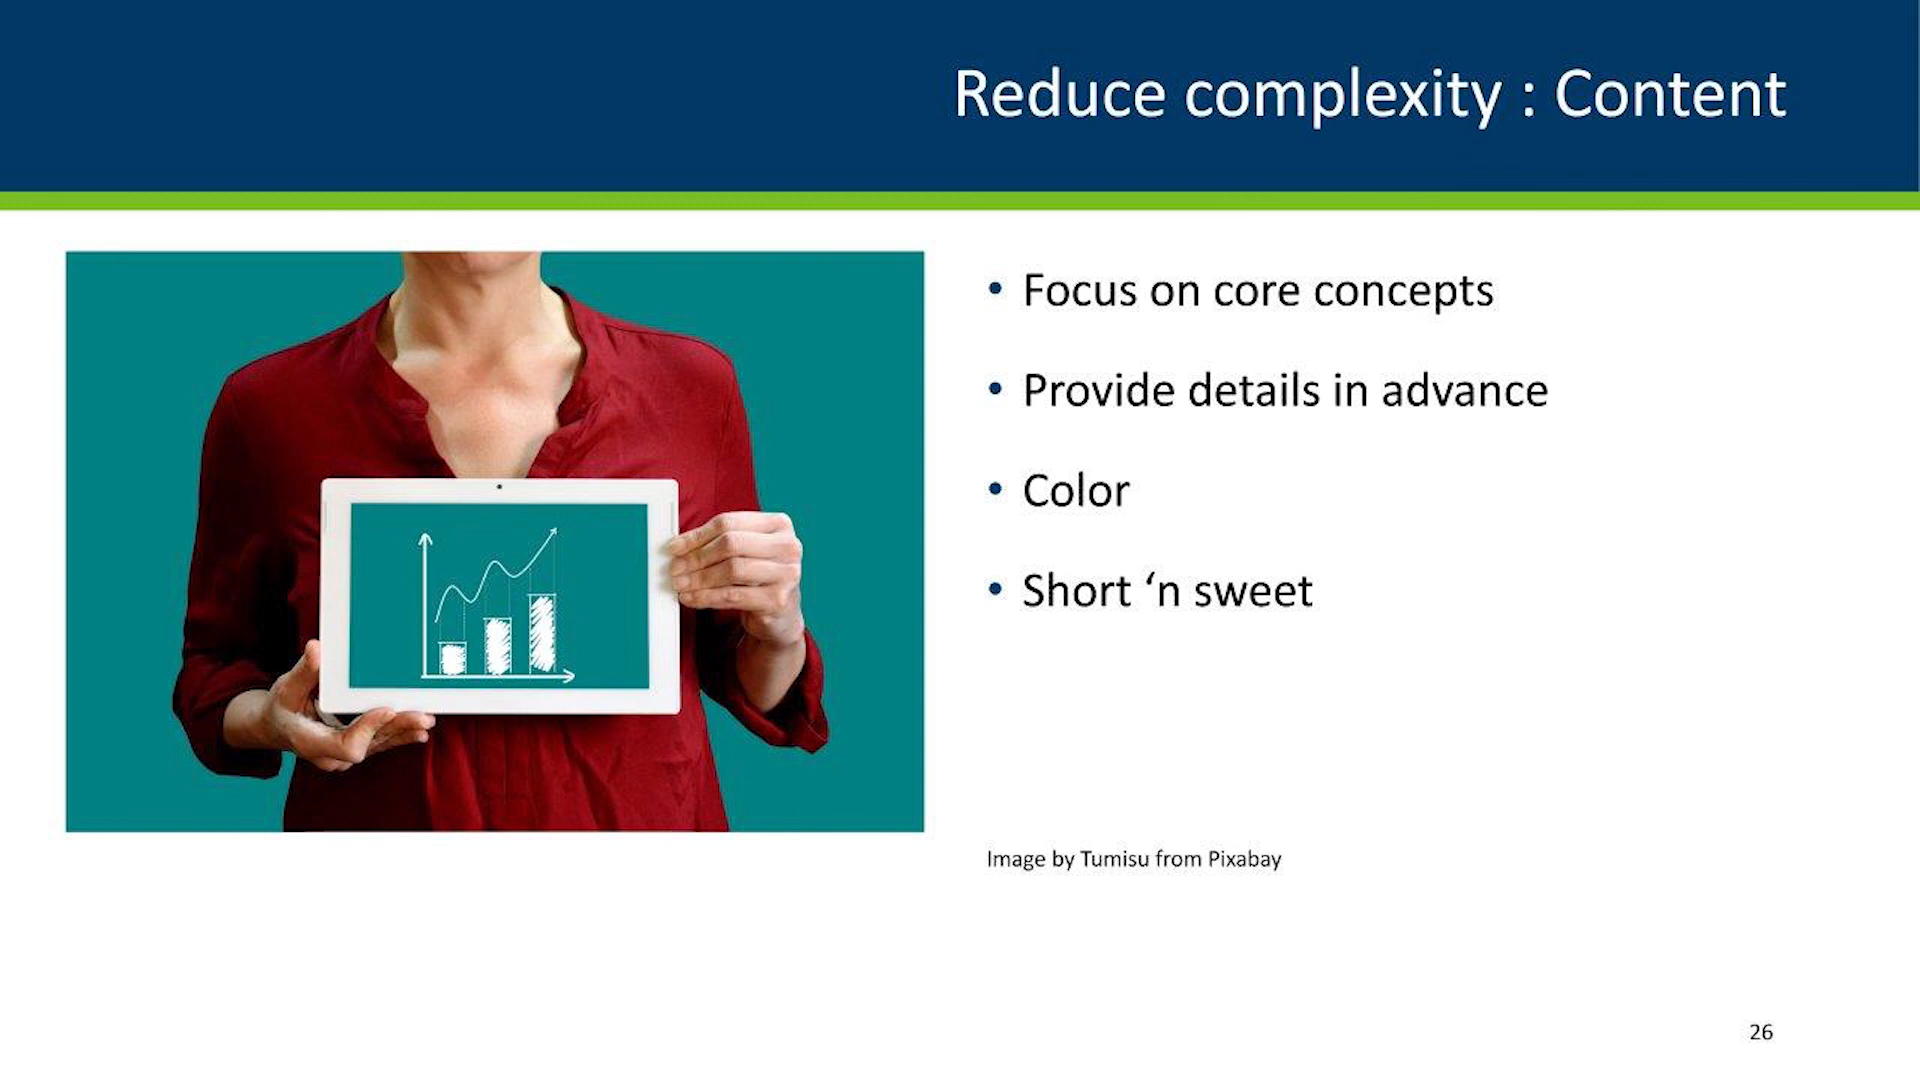 Reduce complexity : Content
• Focus on core concepts
• Provide details in advance
• Color
• Short ‘n sweet
Image by Tumisu from Pixabay
26